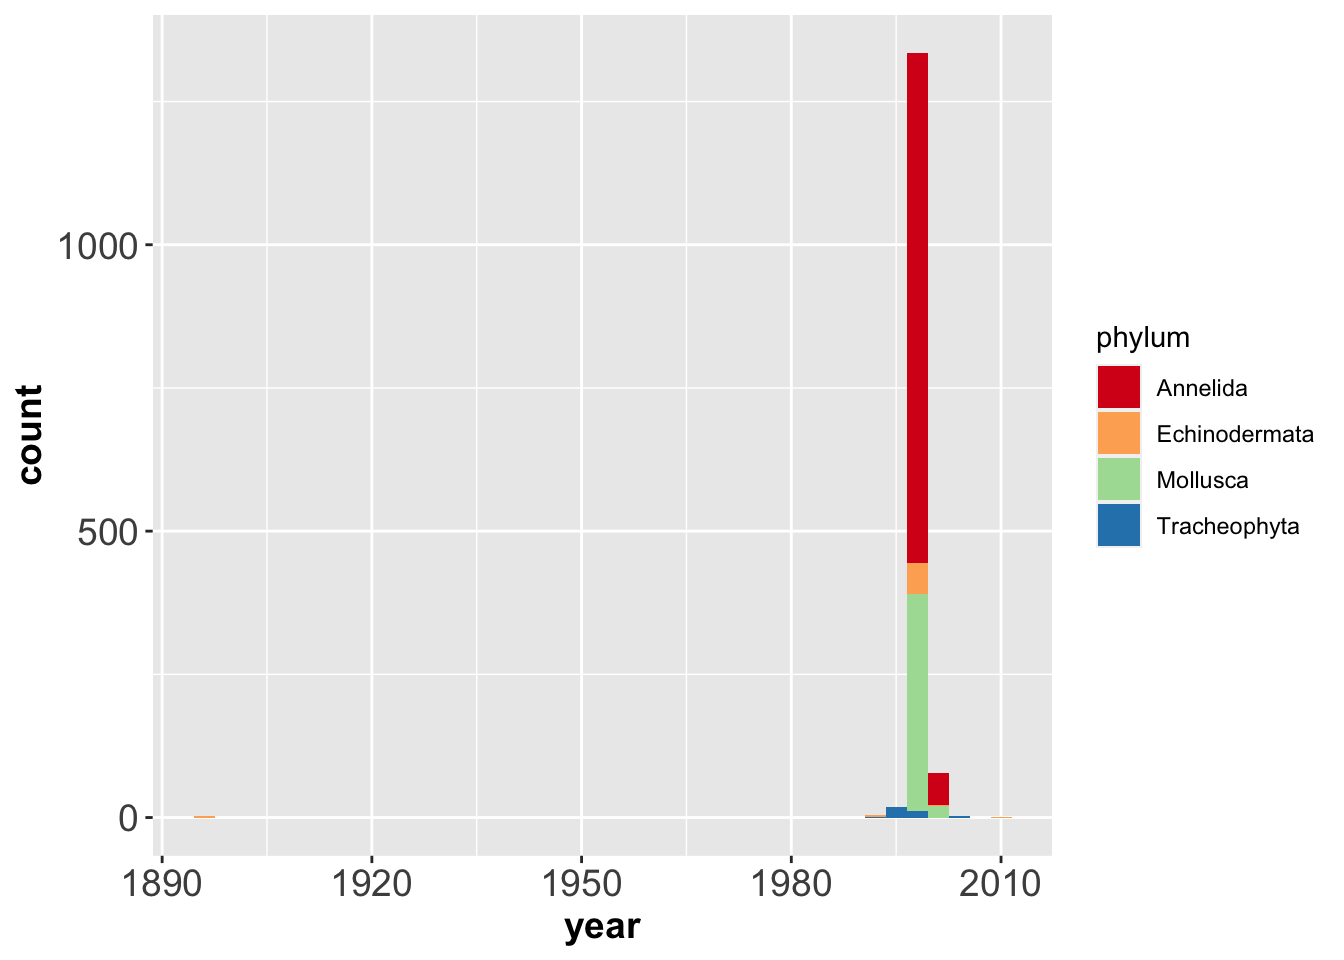 1000
500
0
count
1890 1920 1950 1980 2010
year
phylum
Annelida
Echinodermata
Mollusca
Tracheophyta